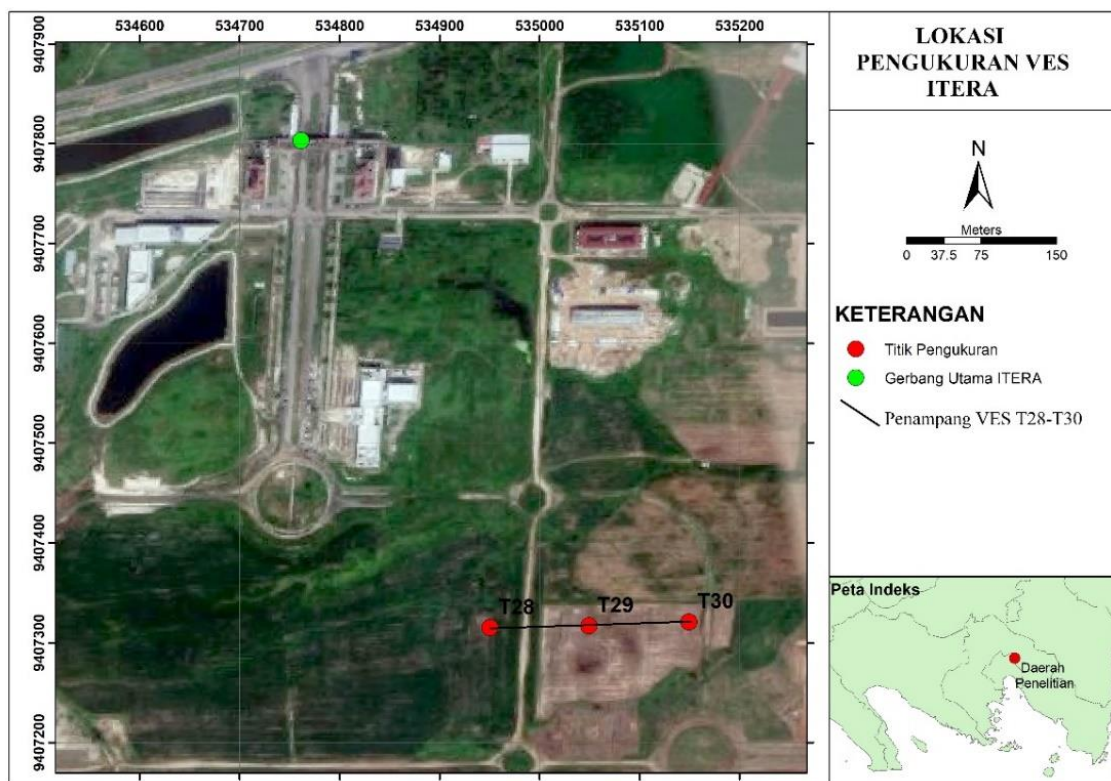 534600 534700 534800 534900 535000 535100 535200
9407900
9407800
9407700
9407600
9407500
9407400
9407300
9407200
T28 T29 T30
LOKASI
PENGUKURAN VES
ITERA
N
Meters
0 37.5 75 150
KETERANGAN
Titik Pengukuran
Gerbang Utama ITERA
Penampang VES T28-T30
Peta Indeks
Daerah
Penelitian